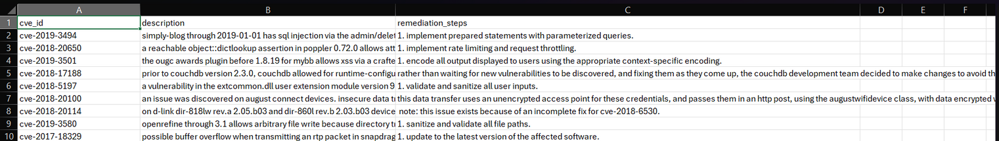 A B C D E F
1 cve_id description remediation_steps
2 cve-2019-3494 simply-blog through 2019-01-01 has sql injection via the admin/delet 1. implement prepared statements with parameterized queries.
3 cve-2018-20650 a reachable object::dictlookup assertion in poppler 0.72.0 allows att 1. implement rate limiting and request throttling.
4 cve-2019-3501 the ougc awards plugin before 1.8.19 for mybb allows xss via a crafte 1. encode all output displayed to users using the appropriate context-specific encoding.
5 cve-2018-17188 prior to couchdb version 2.3.0, couchdb allowed for runtime-configu rather than waiting for new vulnerabilities to be discovered, and fixing them as they come up, the couchdb development team decided to make changes to avoid th
6 cve-2018-5197 a vulnerability in the extcommon.dll user extension module version 9 1. validate and sanitize all user inputs.
7 cve-2018-20100 an issue was discovered on august connect devices. insecure data t this data transfer uses an unencrypted access point for these credentials, and passes them in an http post, using the augustwifidevice class, with data encrypted w
8 cve-2018-20114 on d-link dir-818lw rev.a 2.05.b03 and dir-860l rev.b 2.03.b03 device note: this issue exists because of an incomplete fix for cve-2018-6530.
9 cve-2019-3580 openrefine through 3.1 allows arbitrary file write because directory t 1. sanitize and validate all file paths.
10 cve-2017-18329 possible buffer overflow when transmitting an rtp packet in snapdrag 1. update to the latest version of the affected software.